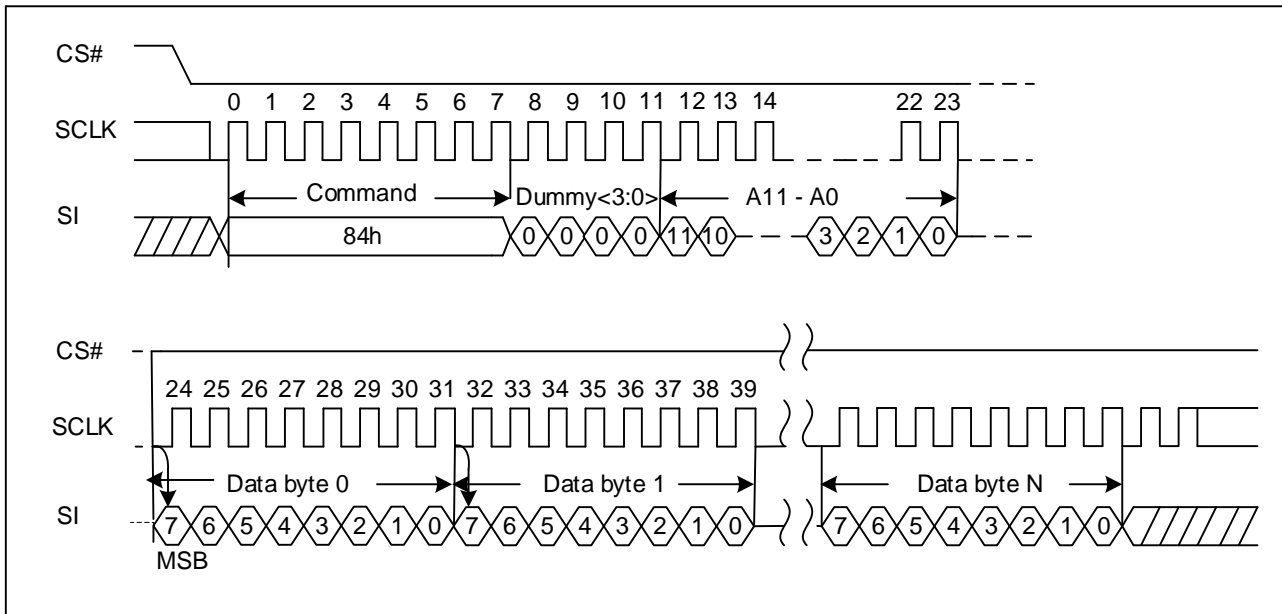 CS#
0 1 2 3 4 5 6 7 8 9 10 11 12 13 14 22 23
SCLK
Command Dummy<3:0> A11 - A0
SI
84h 0 0 0 0 11 10 3 2 1 0
CS#
24 25 26 27 28 29 30 31 32 33 34 35 36 37 38 39
SCLK
Data byte 0 Data byte 1 Data byte N
SI
7 6 5 4 3 2 1 0 7 6 5 4 3 2 1 0 7 6 5 4 3 2 1 0
MSB